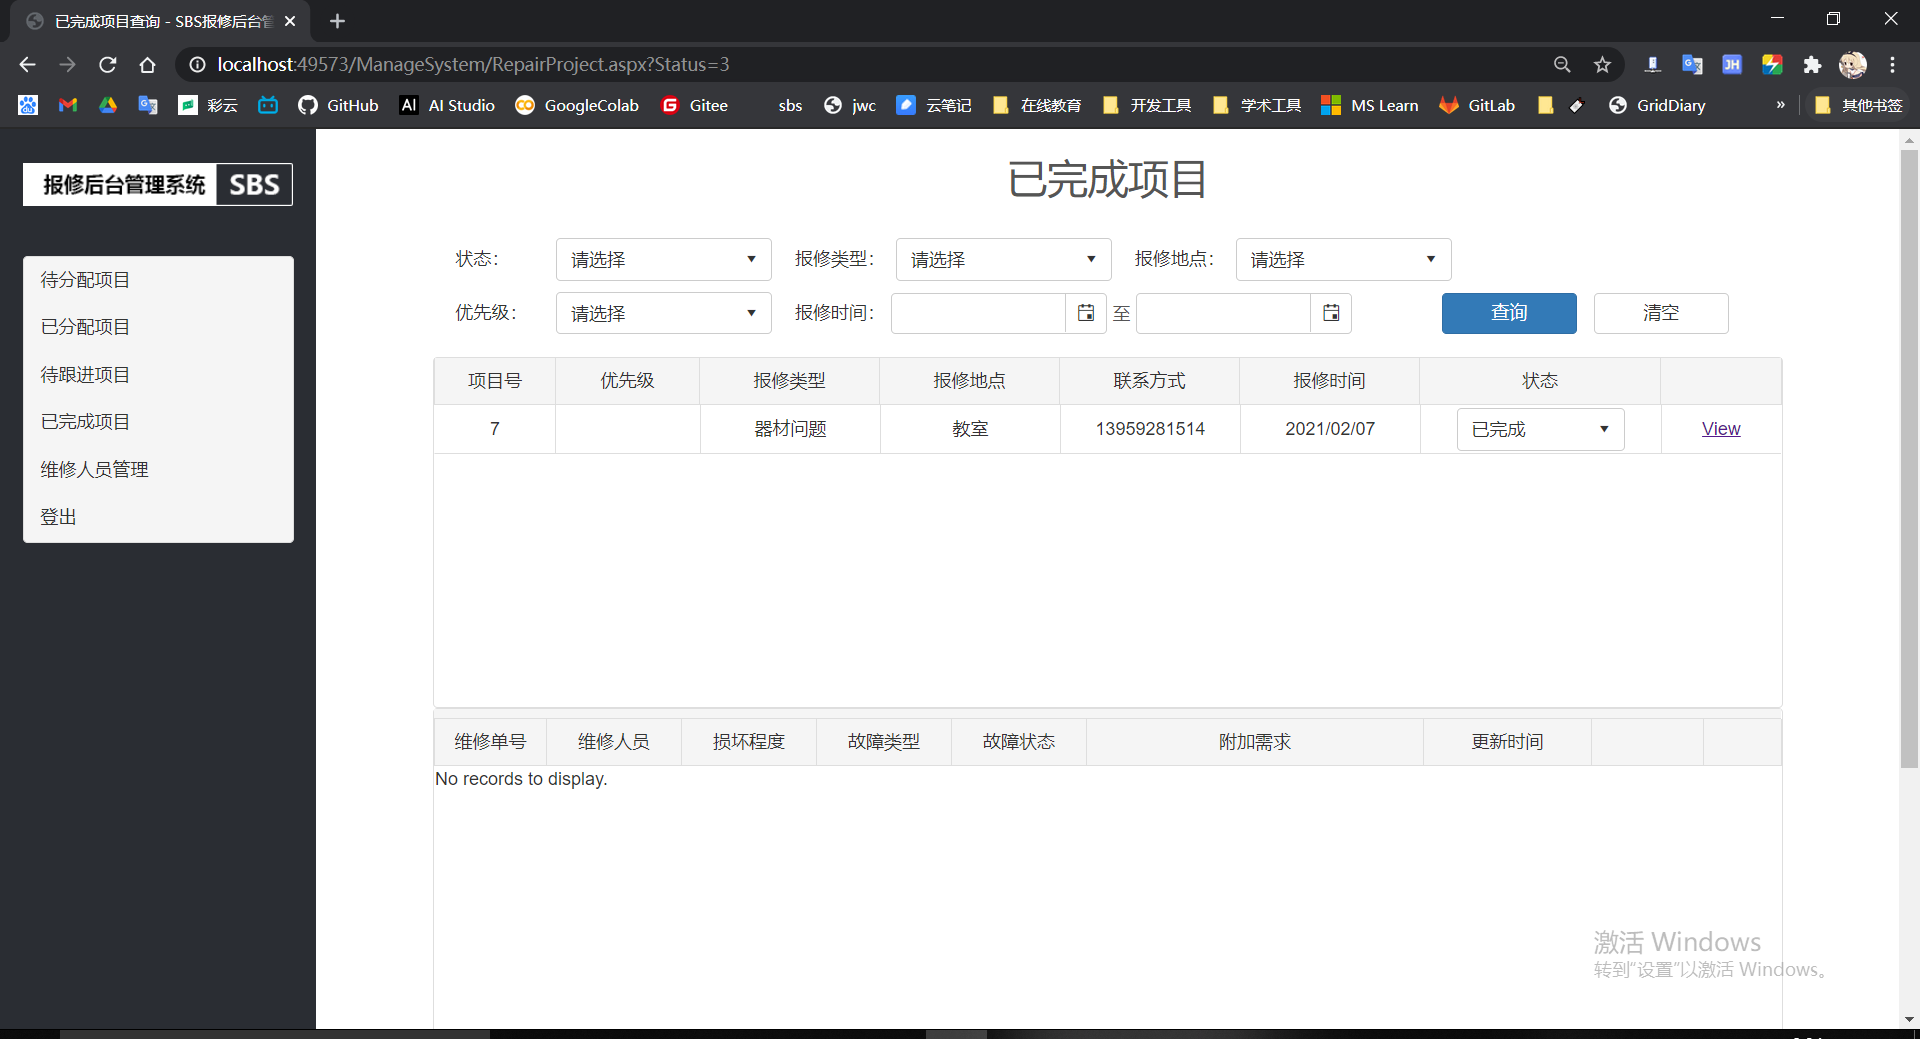 已完成项目查询 - SBS报修后台管
localhost:49573/ManageSystem/RepairProject.aspx?Status=3
彩云 GitHub AI AI Studio GoogleColab Gitee sbs jwc 云笔记 在线教育 开发工具 学术工具 MS Learn GitLab GridDiary » 其他书签
报修后台管理系统 SBS
待分配项目
已分配项目
待跟进项目
已完成项目
维修人员管理
登出
已完成项目
状态： 请选择 报修类型： 请选择 报修地点： 请选择
优先级： 请选择 报修时间： 至 查询 清空
项目号 优先级 报修类型 报修地点 联系方式 报修时间 状态
7 器材问题 教室 13959281514 2021/02/07 已完成 View
维修单号 维修人员 损坏程度 故障类型 故障状态 附加需求 更新时间
No records to display.
激活 Windows
转到“设置”以激活 Windows。